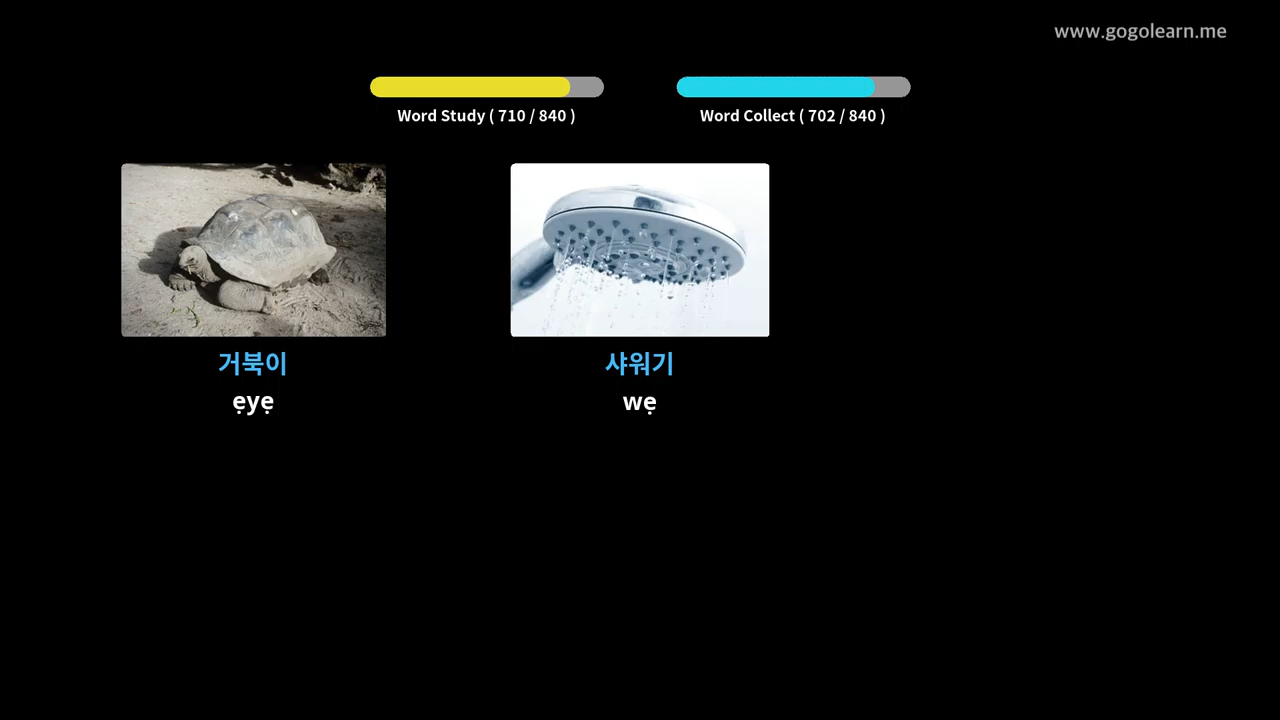 www.gogolearn.me
Word Study ( 710 / 840 )
Word Collect ( 702 / 840 )
거북이
ẹyẹ
샤워기
wẹ